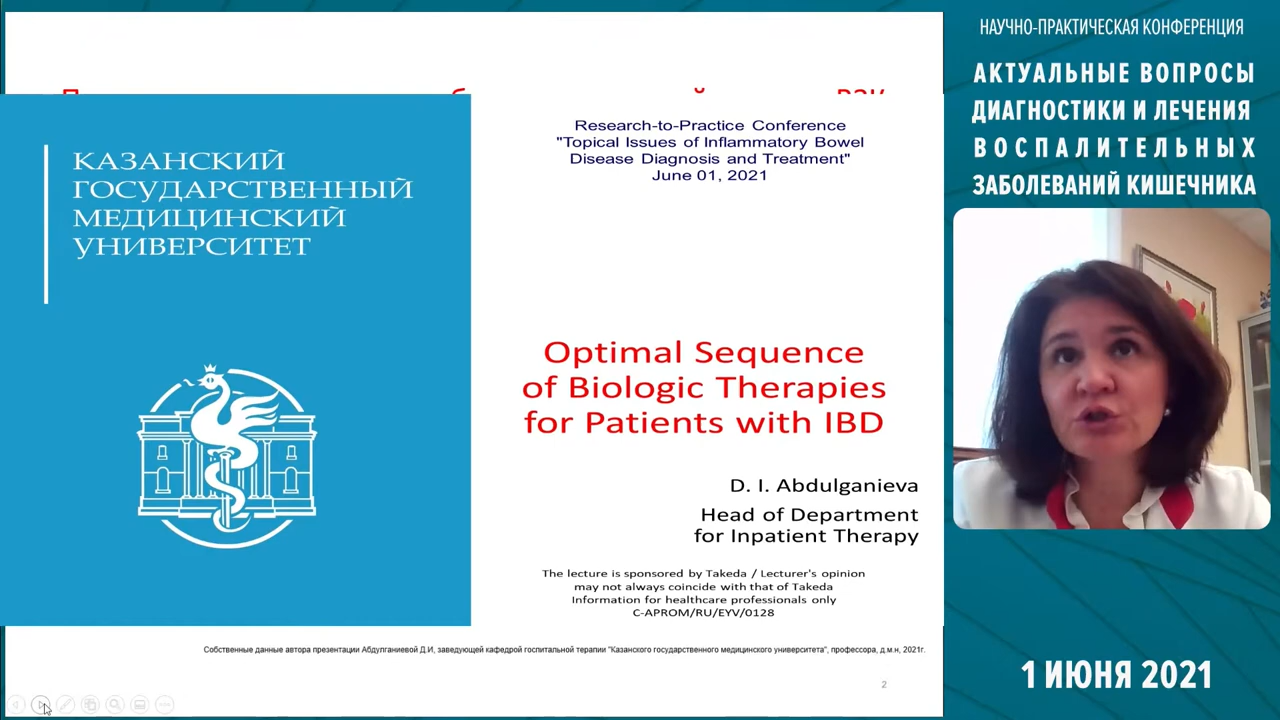 НАУЧНО-ПРАКТИЧЕСКАЯ КОНФЕРЕНЦИЯ
АКТУАЛЬНЫЕ ВОПРОСЫ
ДИАГНОСТИКИ И ЛЕЧЕНИЯ
ВОСПАЛИТЕЛЬНЫХ
ЗАБОЛЕВАНИЙ КИШЕЧНИКА
КАЗАНСКИЙ
ГОСУДАРСТВЕННЫЙ
МЕДИЦИНСКИЙ
УНИВЕРСИТЕТ
Research-to-Practice Conference
"Topical Issues of Inflammatory Bowel
Disease Diagnosis and Treatment"
June 01, 2021
Optimal Sequence
of Biologic Therapies
for Patients with IBD
D. I. Abdulganieva
Head of Department
for Inpatient Therapy
The lecture is sponsored by Takeda / Lecturer's opinion
may not always coincide with that of Takeda
Information for healthcare professionals only
C-APROM/RU/EYV/0128
Собственные данные автора презентации Абдулганиевой Д.И, заведующей кафедрой госпитальной терапии "Казанского государственного медицинского университета", профессора, д.м.н, 2021г.
2
1 ИЮНЯ 2021